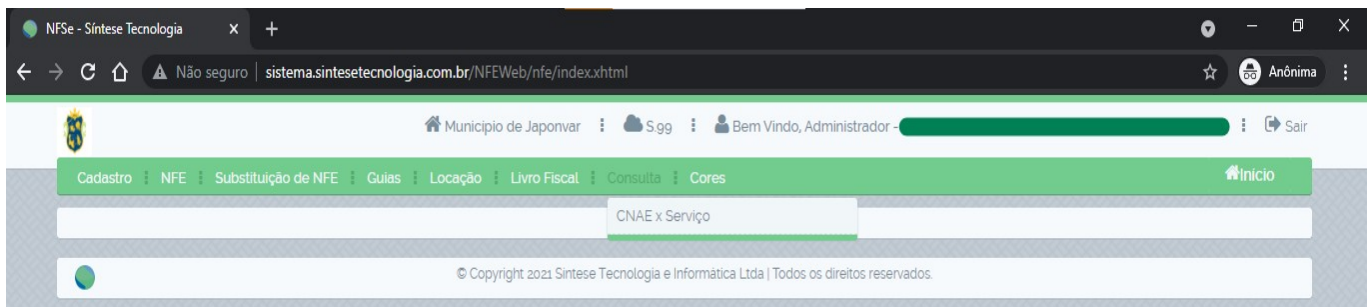 NFSe - Síntese Tecnologia
Não seguro | sistema.sintesetecnologia.com.br/NFEWeb/nfe/index.xhtml
Anônima
Municipio de Japonvar S.99 Bem Vindo, Administrador - Sair
Cadastro NFE Substituição de NFE Guias Locação Livro Fiscal Consulta Cores Inicio
CNAE x Serviço
© Copyright 2021 Sintese Tecnologia e Informática Ltda | Todos os direitos reservados.